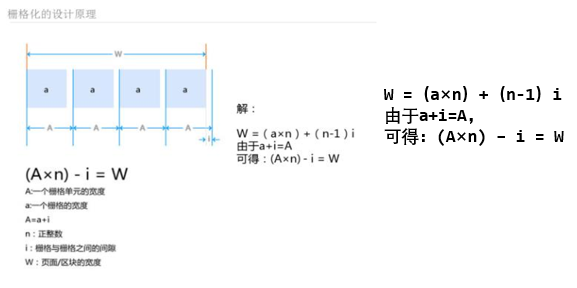 栅格化的设计原理
W
a a a a
A A A A
i
(A×n) - i = W
A:一个栅格单元的宽度
a:一个栅格的宽度
A=a+i
n：正整数
i：栅格与栅格之间的间隙
W：页面/区块的宽度
解：
W =（a×n）+（n-1）i
由于a+i=A
可得：(A×n) - i = W
W = (a×n) + (n-1) i
由于a+i=A，
可得：(A×n) - i = W